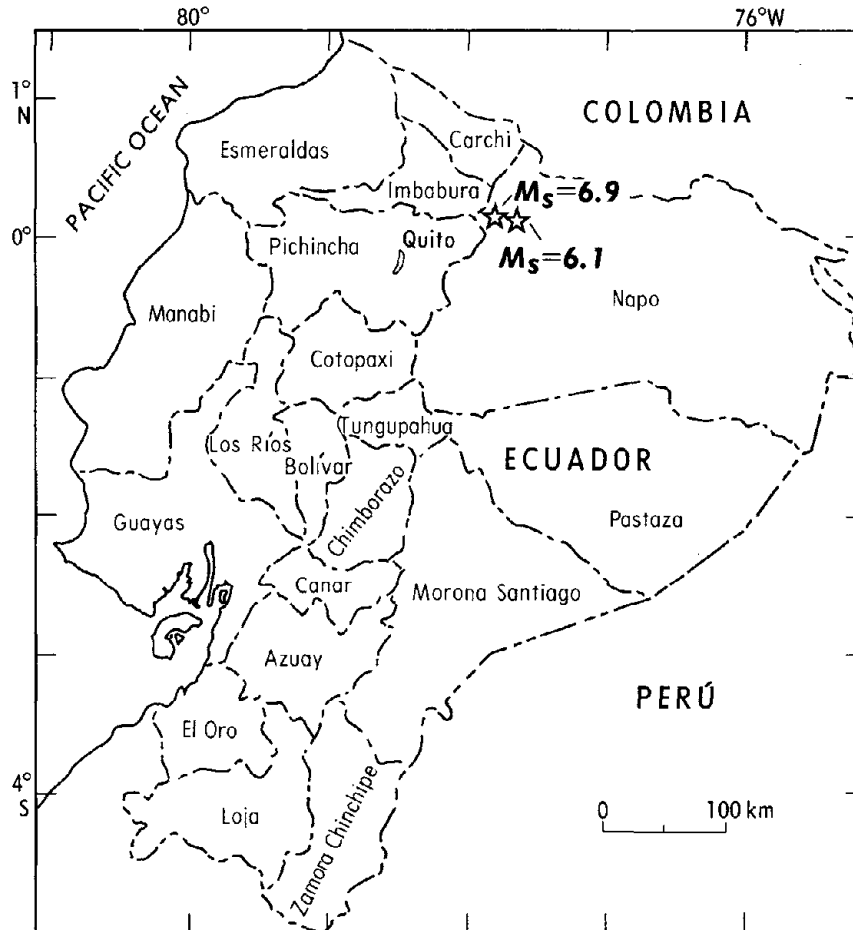 80°
76°W
1°
N
COLOMBIA
PACIFIC OCEAN
Carchi
Esmeraldas
Imbabura
Ms=6.9
0°
Pichincha
Quito
Ms=6.1
Manabi
Napo
Cotopaxi
Tungupahua
Los Ríos
Bolívar
ECUADOR
Chimborazo
Guayas
Pastaza
Canar
Morona Santiago
Azuay
PERÚ
El Oro
4°
S
Zamora Chinchipe
Loja
0
100 km